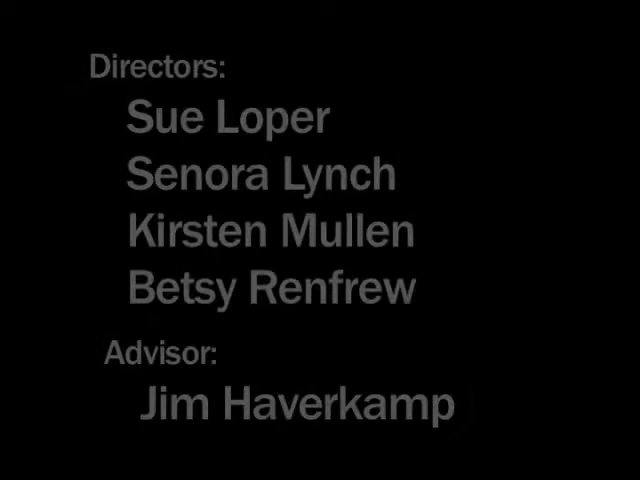 Directors:
Sue Loper
Senora Lynch
Kirsten Mullen
Betsy Renfrew
Advisor:
Jim Haverkamp